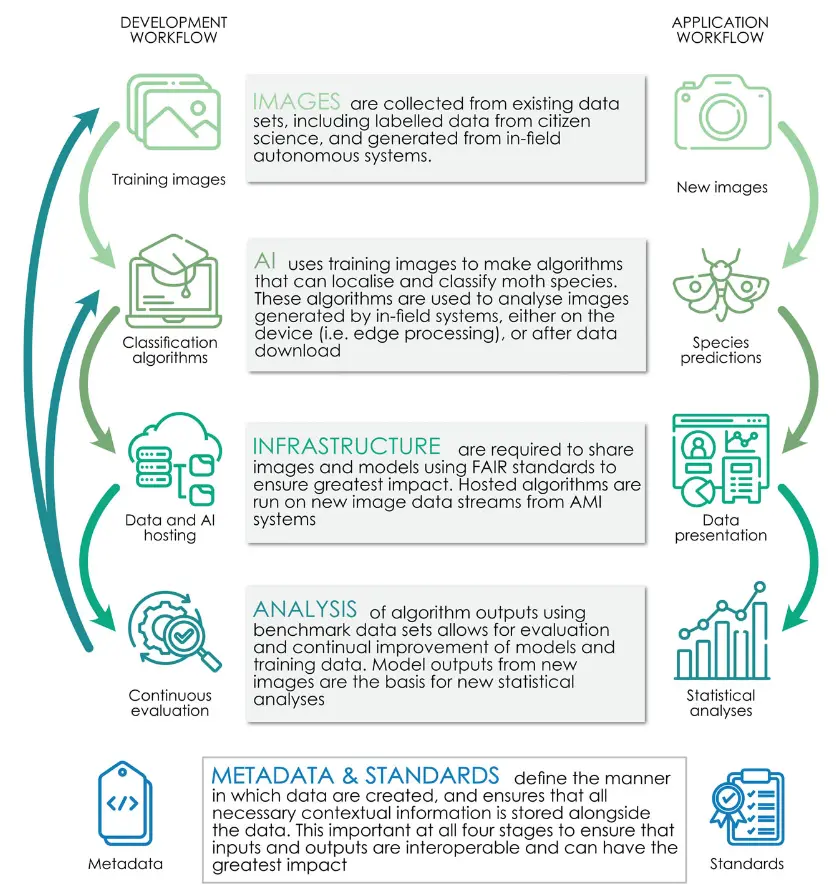 DEVELOPMENT
WORKFLOW
APPLICATION
WORKFLOW
Training images
IMAGES are collected from existing data
sets, including labelled data from citizen
science, and generated from in-field
autonomous systems.
New images
Classification
algorithms
AI uses training images to make algorithms
that can localise and classify moth species.
These algorithms are used to analyse images
generated by in-field systems, either on the
device (i.e. edge processing), or after data
download
Species
predictions
Data and AI
hosting
INFRASTRUCTURE are required to share
images and models using FAIR standards to
ensure greatest impact. Hosted algorithms are
run on new image data streams from AMI
systems
Data
presentation
Continuous
evaluation
ANALYSIS of algorithm outputs using
benchmark data sets allows for evaluation
and continual improvement of models and
training data. Model outputs from new
images are the basis for new statistical
analyses
Statistical
analyses
</>
Metadata
METADATA & STANDARDS define the manner
in which data are created, and ensures that all
necessary contextual information is stored alongside
the data. This important at all four stages to ensure that
inputs and outputs are interoperable and can have the
greatest impact
Standards